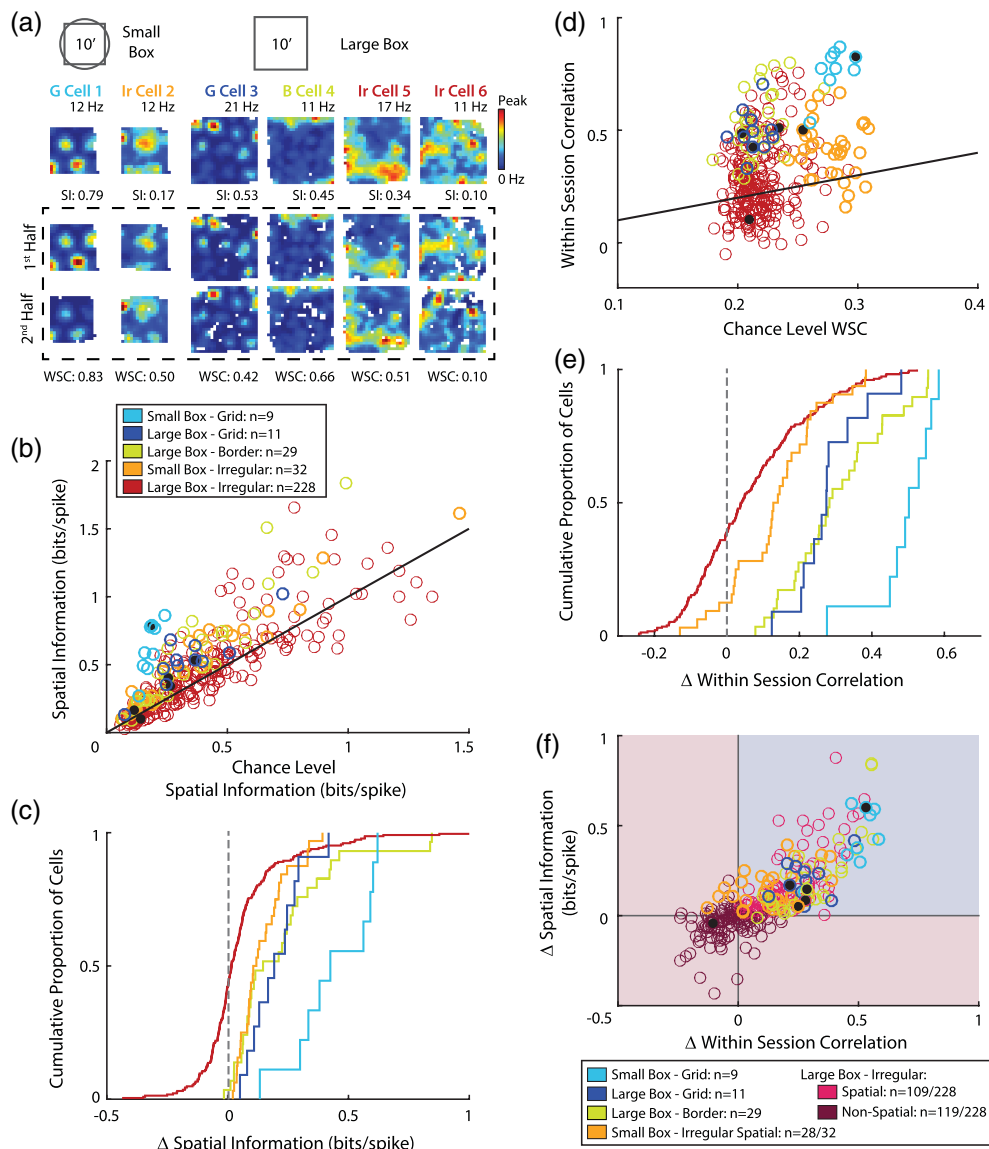 (a)
10'
Small
Box
10'
Large Box
G Cell 1
12 Hz
Ir Cell 2
12 Hz
G Cell 3
21 Hz
B Cell 4
11 Hz
Ir Cell 5
17 Hz
Ir Cell 6
11 Hz
Peak
0 Hz
SI: 0.79
SI: 0.17
SI: 0.53
SI: 0.45
SI: 0.34
SI: 0.10
1st Half
2nd Half
WSC: 0.83
WSC: 0.50
WSC: 0.42
WSC: 0.66
WSC: 0.51
WSC: 0.10
(b)
Small Box - Grid: n=9
Large Box - Grid: n=11
Large Box - Border: n=29
Small Box - Irregular: n=32
Large Box - Irregular: n=228
Spatial Information (bits/spike)
2
1.5
1
0.5
0
0.5
1
1.5
Chance Level
Spatial Information (bits/spike)
(c)
Cumulative Proportion of Cells
1
0.5
0
-0.5
0
0.5
1
Δ Spatial Information (bits/spike)
(d)
Within Session Correlation
1
0.5
0
0.1
0.2
0.3
0.4
Chance Level WSC
(e)
Cumulative Proportion of Cells
1
0.5
0
-0.2
0
0.2
0.4
0.6
Δ Within Session Correlation
(f)
Δ Spatial Information
(bits/spike)
1
0.5
0
-0.5
0
0.5
1
Δ Within Session Correlation
Small Box - Grid: n=9
Large Box - Grid: n=11
Large Box - Border: n=29
Small Box - Irregular Spatial: n=28/32
Large Box - Irregular:
Spatial: n=109/228
Non-Spatial: n=119/228